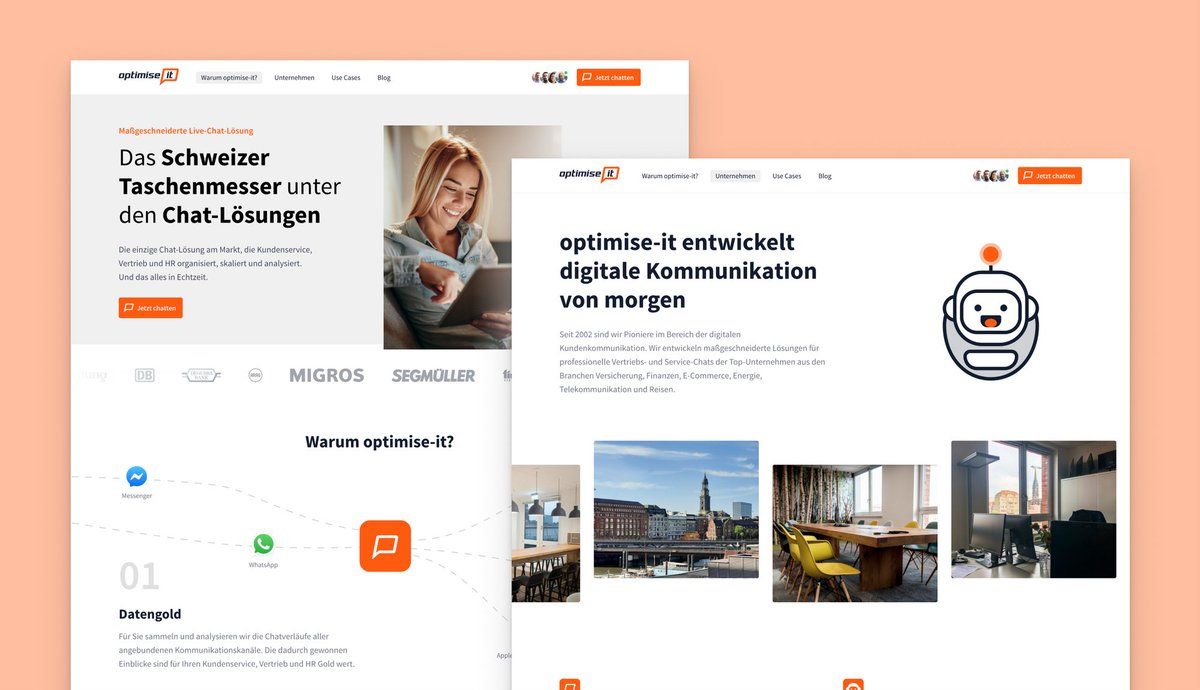 optimise it
Warum optimise-it?
Unternehmen
Use Cases
Blog
Jetzt chatten
Maßgeschneiderte Live-Chat-Lösung
Das Schweizer
Taschenmesser unter
den Chat-Lösungen
Die einzige Chat-Lösung am Markt, die Kundenservice,
Vertrieb und HR organisiert, skaliert und analysiert.
Und das alles in Echtzeit.
Jetzt chatten
DB
MIGROS
SEGMÜLLER
Warum optimise-it?
Messenger
WhatsApp
01
Datengold
Für Sie sammeln und analysieren wir die Chatverläufe aller
angebundenen Kommunikationskanäle. Die dadurch gewonnen
Einblicke sind für Ihren Kundenservice, Vertrieb und HR Gold wert.
Apple
optimise it
Warum optimise-it?
Unternehmen
Use Cases
Blog
Jetzt chatten
optimise-it entwickelt
digitale Kommunikation
von morgen
Seit 2002 sind wir Pioniere im Bereich der digitalen
Kundenkommunikation. Wir entwickeln maßgeschneiderte Lösungen für
professionelle Vertriebs- und Service-Chats der Top-Unternehmen aus den
Branchen Versicherung, Finanzen, E-Commerce, Energie,
Telekommunikation und Reisen.